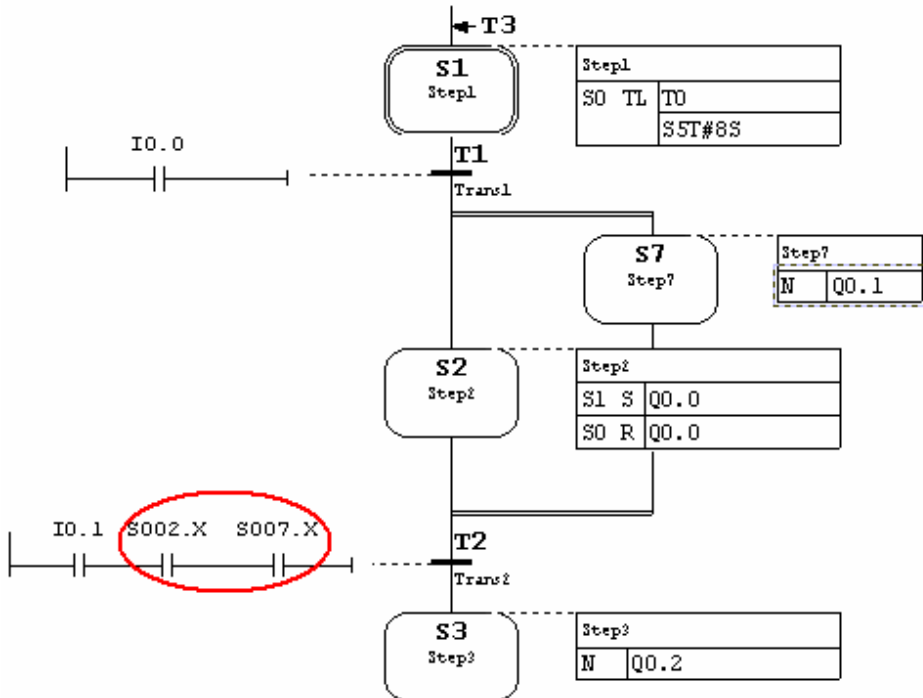 T3
S1
Step1
Step1
S0 TL T0
S5T#8S
I0.0
T1
Trans1
S7
Step7
Step7
N Q0.1
S2
Step2
Step2
S1 S Q0.0
S0 R Q0.0
I0.1 S002.X S007.X
T2
Trans2
S3
Step3
Step3
N Q0.2